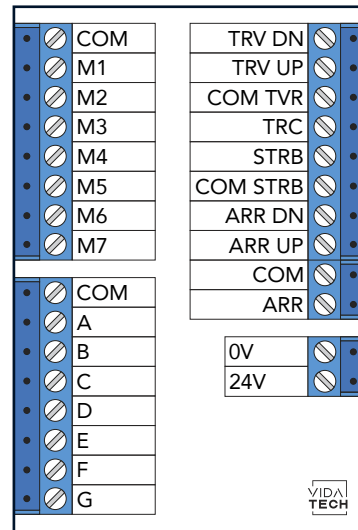 COM
M1
M2
M3
M4
M5
M6
M7
COM
A
B
C
D
E
F
G
TRV DN
TRV UP
COM TVR
TRC
STRB
COM STRB
ARR DN
ARR UP
COM
ARR
0V
24V
VIDA
TECH